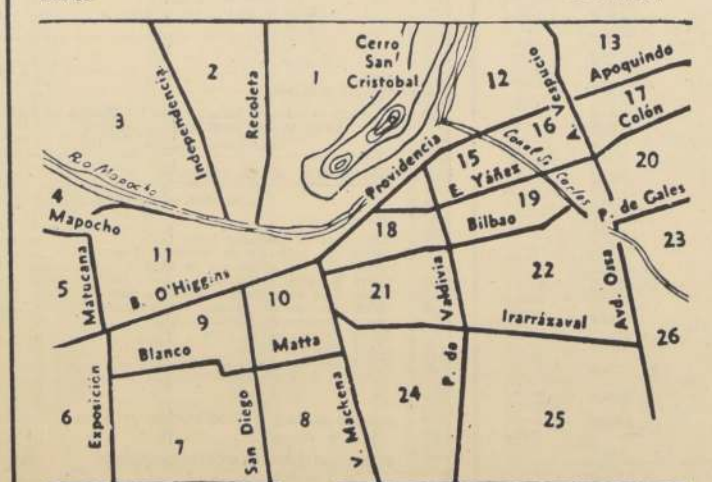 Cerro
San
Cristobal
1
2
3
Independencia
Recoleta
Rio Mapocho
12
13
A. Vespucio
Apoquindo
17
Colón
16
Canal Sn Carlos
15
Providencia
E. Yáñez
20
4
Mapocho
19
18
Bilbao
P. de Gales
23
11
5
Matucana
B. O'Higgins
10
21
Valdivia
22
Avd. Ossa
Irarrázaval
9
Blanco
Matta
26
6
Exposición
7
San Diego
8
V. Mackena
24
P. de
25